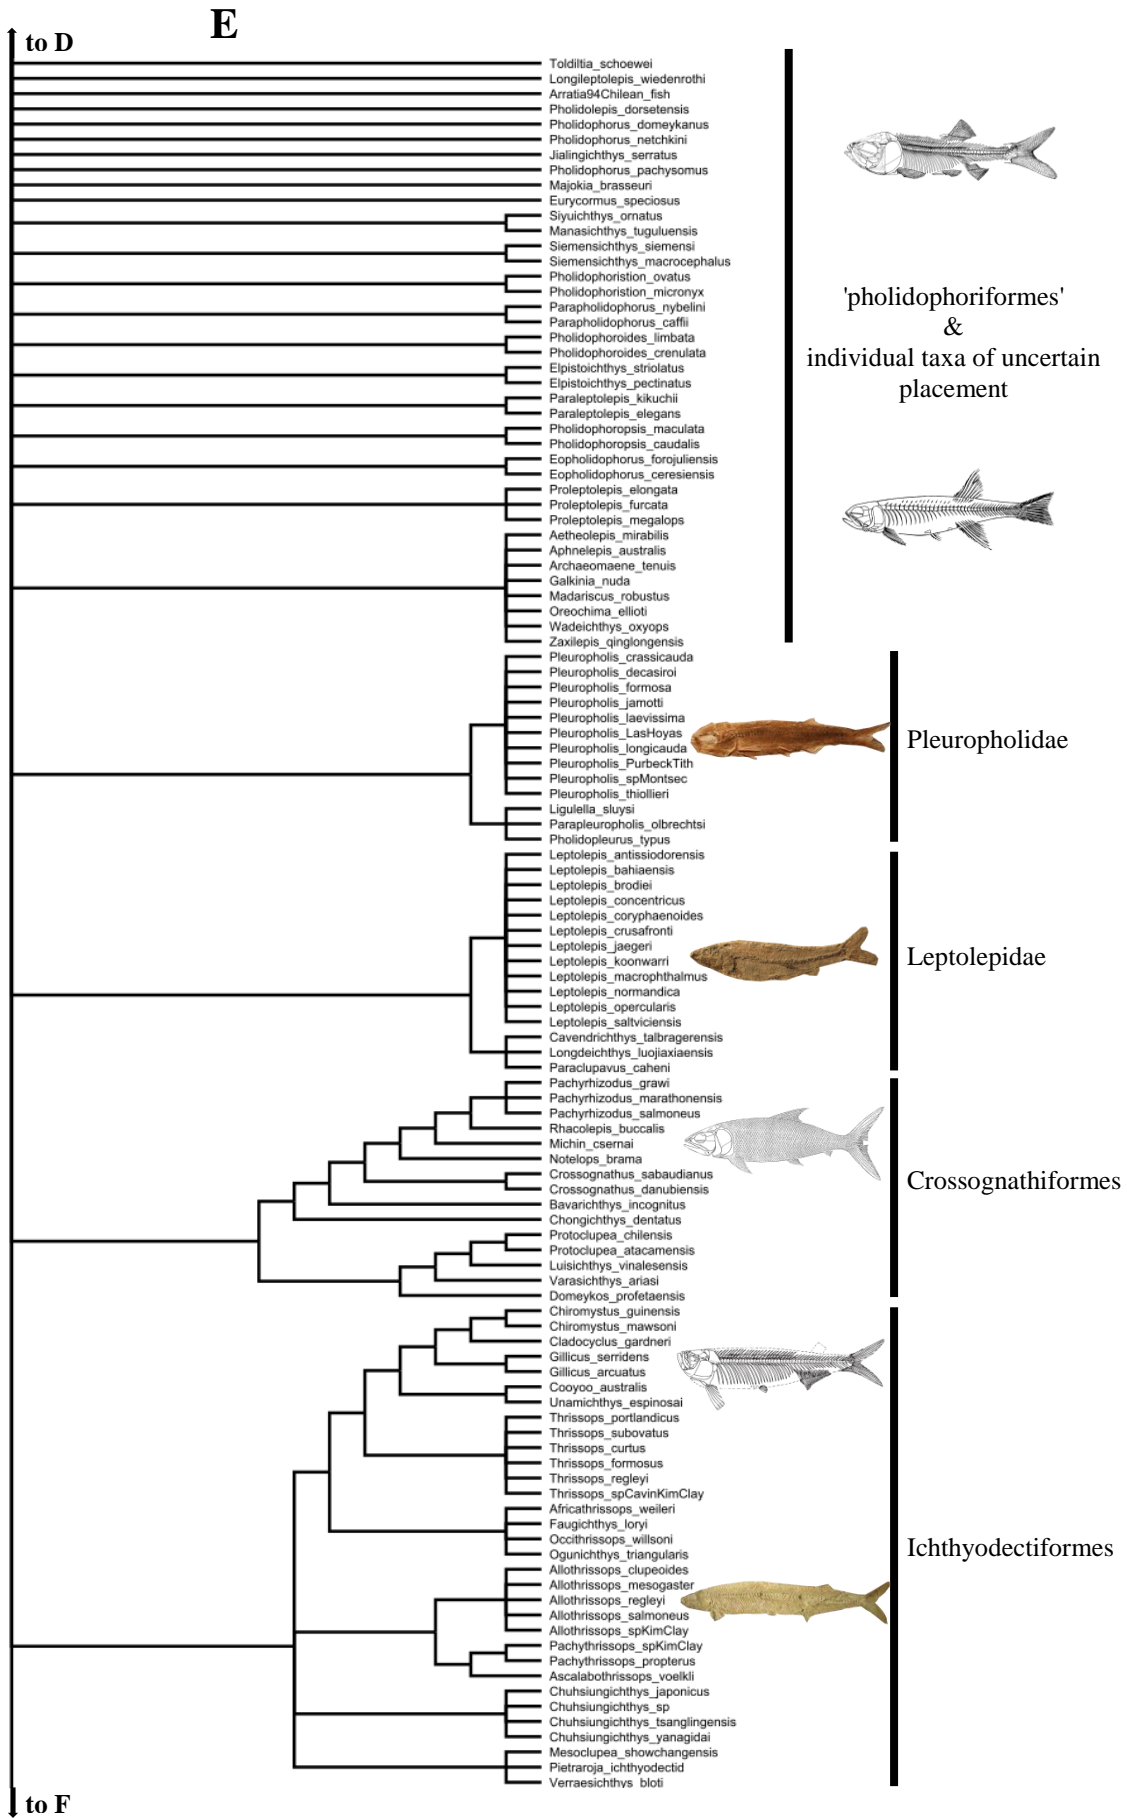 E
to D
Toldiltia_schoewei
Longileptolepis_wiedenrothi
Arratia94Chilean_fish
Pholidolepis_dorsetensis
Pholidophorus_domeykanus
Pholidophorus_netchkini
Jialingichthys_serratus
Pholidophorus_pachysomus
Majokia_brasseuri
Eurycormus_speciosus
Siyuichthys_ornatus
Manasichthys_tuguluensis
Siemensichthys_siemensi
Siemensichthys_macrocephalus
Pholidophoristion_ovatus
Pholidophoristion_micronyx
Parapholidophorus_nybelini
Parapholidophorus_caffii
Pholidophoroides_limbata
Pholidophoroides_crenulata
Elpistoichthys_striolatus
Elpistoichthys_pectinatus
Paraleptolepis_kikuchii
Paraleptolepis_elegans
Pholidophoropsis_maculata
Pholidophoropsis_caudalis
Eopholidophorus_forojuliensis
Eopholidophorus_ceresiensis
Proleptolepis_elongata
Proleptolepis_furcata
Proleptolepis_megalops
Aetheolepis_mirabilis
Aphnelepis_australis
Archaeomaene_tenuis
Galkinia_nuda
Madariscus_robustus
Oreochima_ellioti
Wadeichthys_oxyops
Zaxilepis_qinglongensis
'pholidophoriformes'
&
individual taxa of uncertain
placement
Pleuropholis_crassicauda
Pleuropholis_decasiroi
Pleuropholis_formosa
Pleuropholis_jamotti
Pleuropholis_laevissima
Pleuropholis_LasHoyas
Pleuropholis_longicauda
Pleuropholis_PurbeckTith
Pleuropholis_spMontsec
Pleuropholis_thiollieri
Ligulella_sluysi
Parapleuropholis_olbrechtsi
Pholidopleurus_typus
Pleuropholidae
Leptolepis_antissiodorensis
Leptolepis_bahiaensis
Leptolepis_brodiei
Leptolepis_concentricus
Leptolepis_coryphaenoides
Leptolepis_crusafronti
Leptolepis_jaegeri
Leptolepis_koonwarri
Leptolepis_macrophthalmus
Leptolepis_normandica
Leptolepis_opercularis
Leptolepis_saltviciensis
Cavendrichthys_talbragerensis
Longdeichthys_luojiaxiaensis
Paraclupavus_caheni
Leptolepidae
Pachyrhizodus_grawi
Pachyrhizodus_marathonensis
Pachyrhizodus_salmoneus
Rhacolepis_buccalis
Michin_csernai
Notelops_brama
Crossognathus_sabaudianus
Crossognathus_danubiensis
Bavarichthys_incognitus
Chongichthys_dentatus
Protoclupea_chilensis
Protoclupea_atacamensis
Luisichthys_vinalesensis
Varasichthys_ariasi
Domeykos_profetaensis
Crossognathiformes
Chiromystus_guinensis
Chiromystus_mawsoni
Cladocyclus_gardneri
Gillicus_serridens
Gillicus_arcuatus
Cooyoo_australis
Unamichthys_espinosai
Thrissops_portlandicus
Thrissops_subovatus
Thrissops_curtus
Thrissops_formosus
Thrissops_regleyi
Thrissops_spCavinKimClay
Africathrissops_weileri
Faugichthys_loryi
Occithrissops_willsoni
Ogunichthys_triangularis
Allothrissops_clupeoides
Allothrissops_mesogaster
Allothrissops_regleyi
Allothrissops_salmoneus
Allothrissops_spKimClay
Pachythrissops_spKimClay
Pachythrissops_propterus
Ascalabothrissops_voelkli
Chuhsiungichthys_japonicus
Chuhsiungichthys_sp
Chuhsiungichthys_tsanglingensis
Chuhsiungichthys_yanagidai
Mesoclupea_showchangensis
Pietraroja_ichthyodectid
Verraesichthys_bloti
Ichthyodectiformes
to F